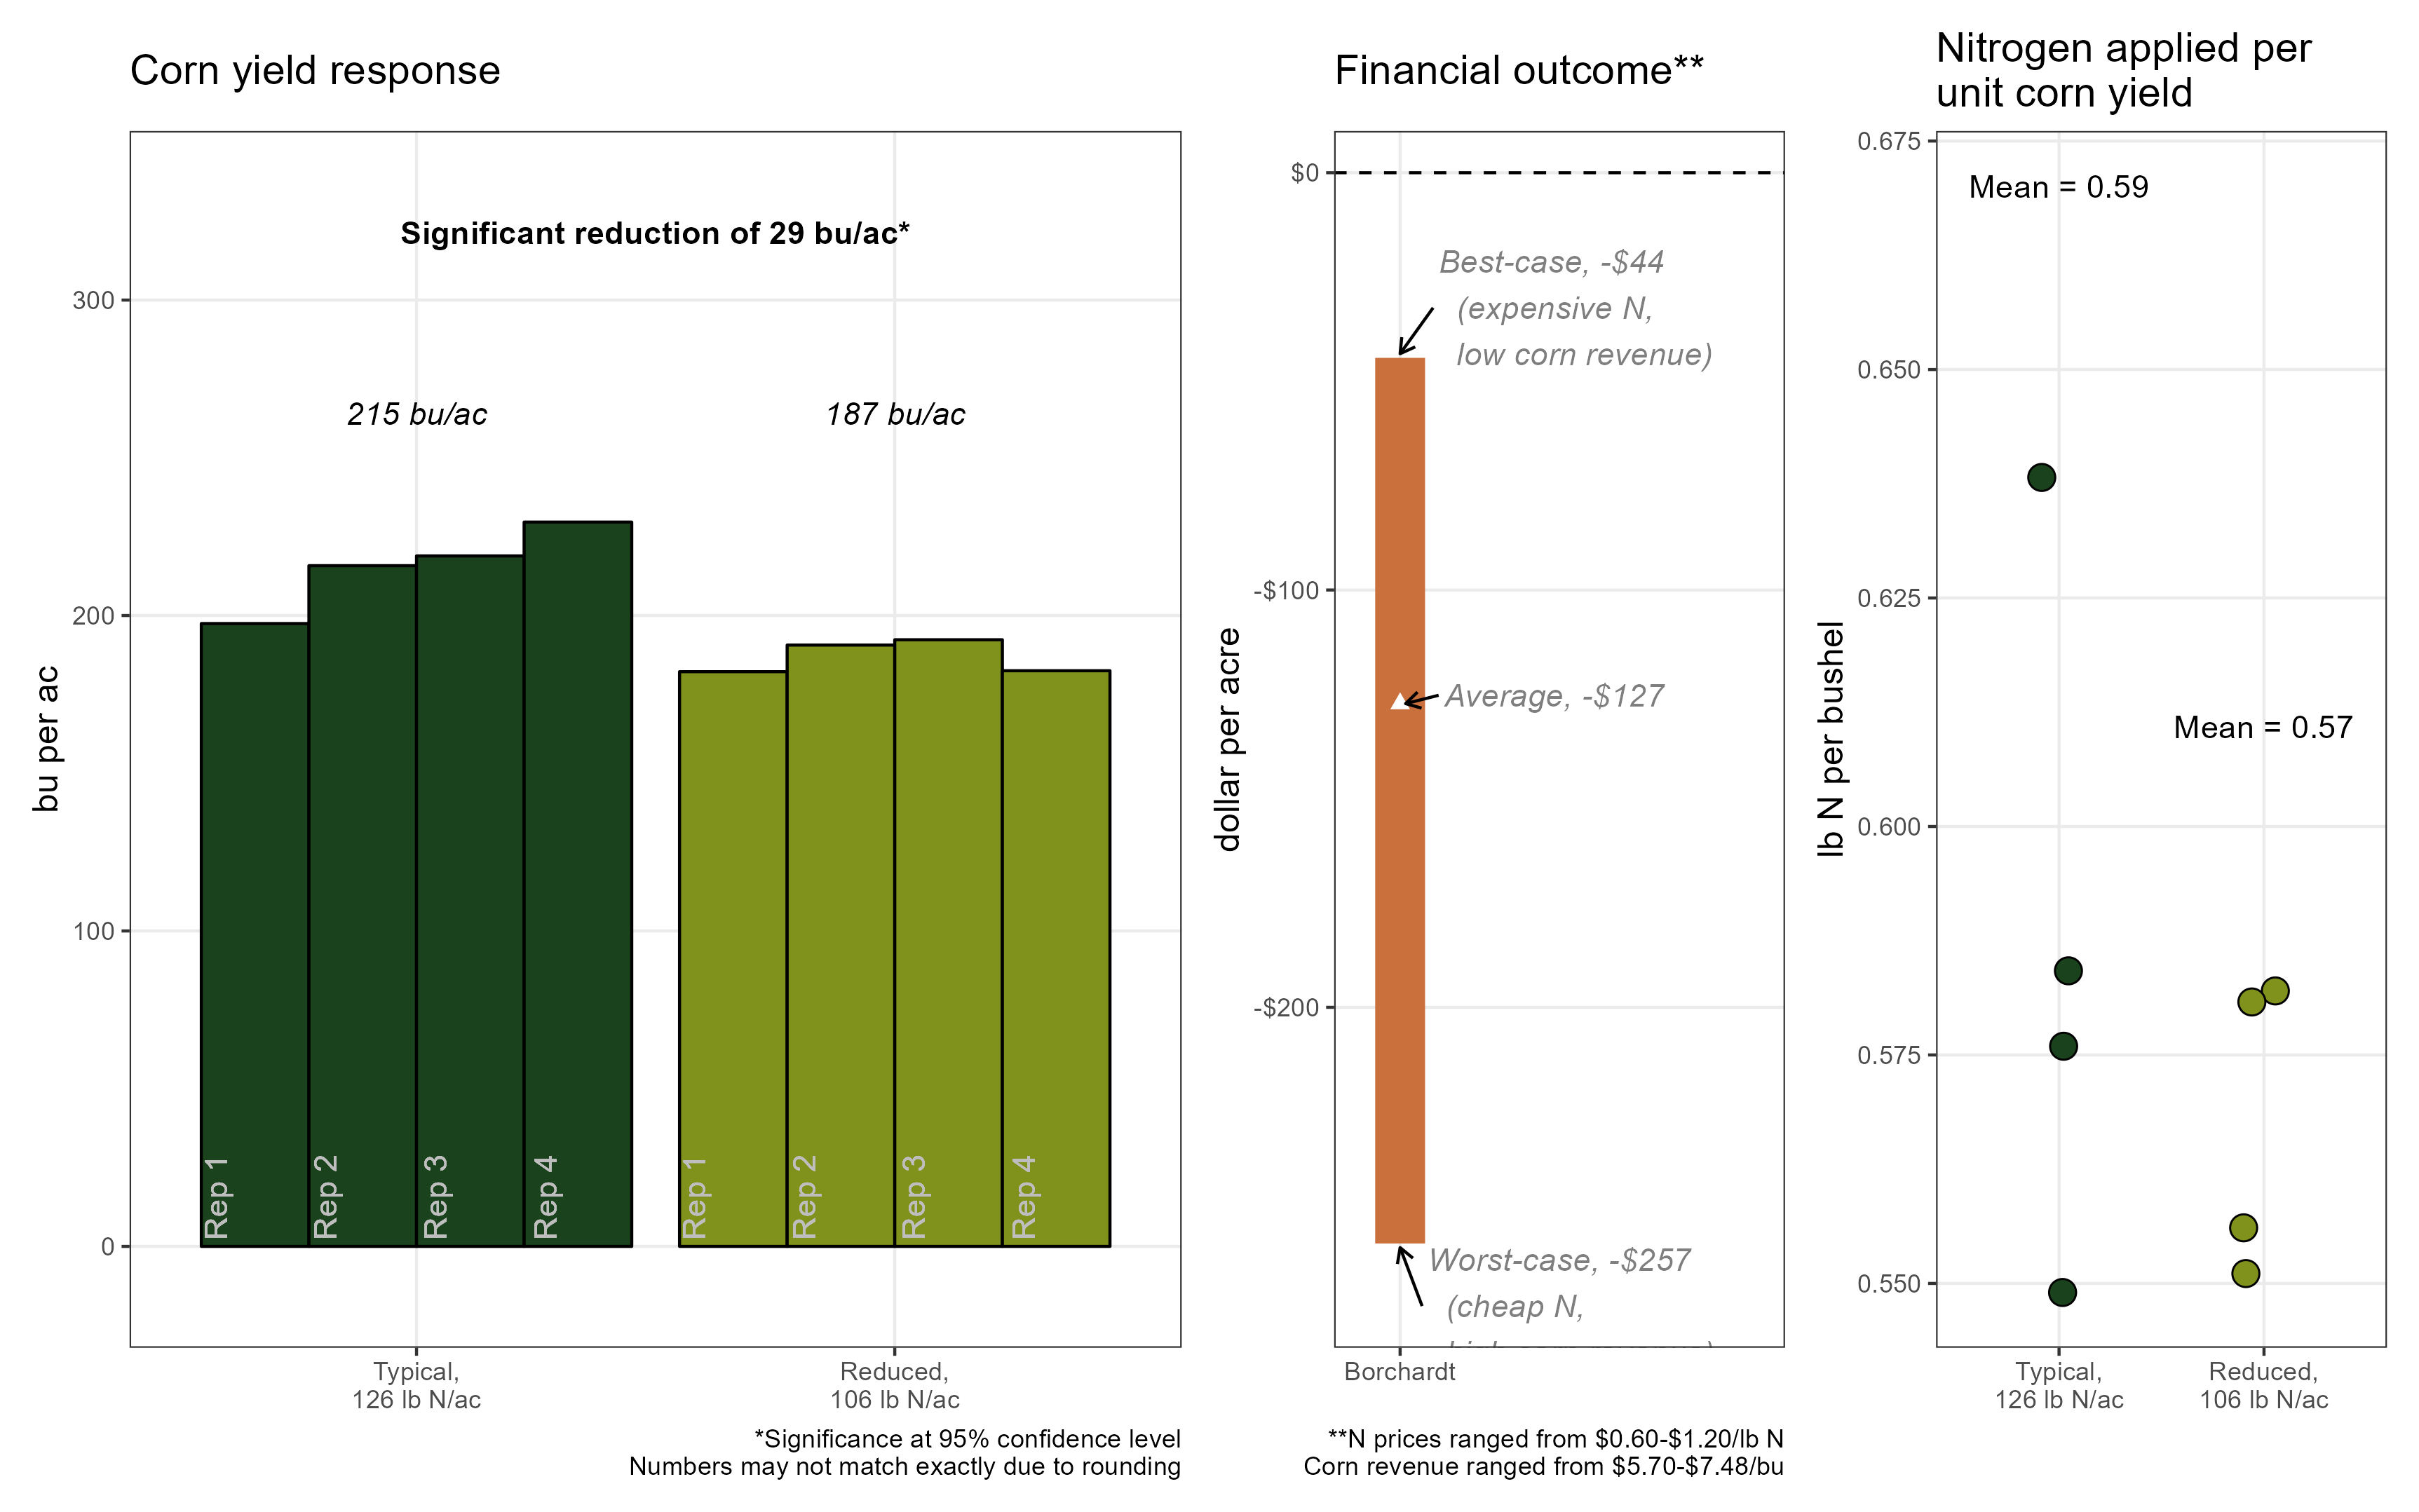 Corn yield response
Significant reduction of 29 bu/ac*
215 bu/ac
187 bu/ac
bu per ac
300
200
100
0
Rep 1
Rep 2
Rep 3
Rep 4
Rep 1
Rep 2
Rep 3
Rep 4
Typical,
126 lb N/ac
Reduced,
106 lb N/ac
*Significance at 95% confidence level
Numbers may not match exactly due to rounding
Financial outcome**
dollar per acre
$0
-$100
-$200
Best-case, -$44
(expensive N,
low corn revenue)
Average, -$127
Worst-case, -$257
(cheap N,
Borchardt
**N prices ranged from $0.60-$1.20/lb N
Corn revenue ranged from $5.70-$7.48/bu
Nitrogen applied per
unit corn yield
lb N per bushel
0.675
0.650
0.625
0.600
0.575
0.550
Mean = 0.59
Mean = 0.57
Typical,
126 lb N/ac
Reduced,
106 lb N/ac